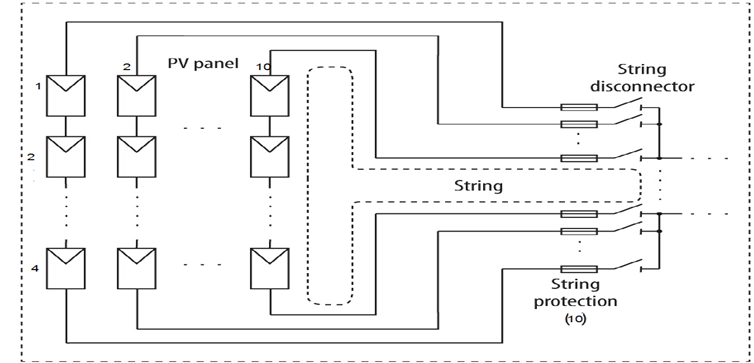 2
PV panel
10
1
String
disconnector
2
String
4
String
protection
(10)